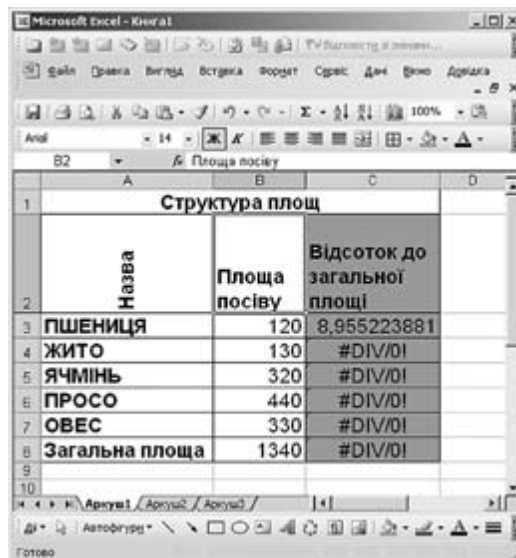 Microsoft Excel - Книга1
Файл Правка Вигляд Вставка Формат Сервіс Дані Вікно Довідка
100%
Arial 14 Ж К
B2 fx Площа посіву
A B C D
1 Структура площ
2 Назва Площа посіву Відсоток до загальної площі
3 ПШЕНИЦЯ 120 8,955223881
4 ЖИТО 130 #DIV/0!
5 ЯЧМІНЬ 320 #DIV/0!
6 ПРОСО 440 #DIV/0!
7 ОВЕС 330 #DIV/0!
8 Загальна площа 1340 #DIV/0!
9
10
Аркуш1 Аркуш2 Аркуш3
Дії Автофігури
Готово